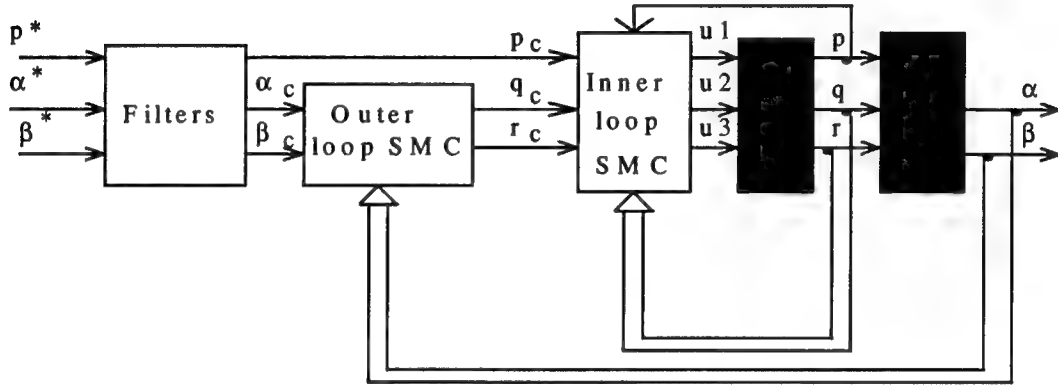 p*
α*
β*
Filters
α c
β c
Outer
loop SMC
p c
q c
r c
Inner
loop
SMC
u1
u2
u3
p
q
r
α
β